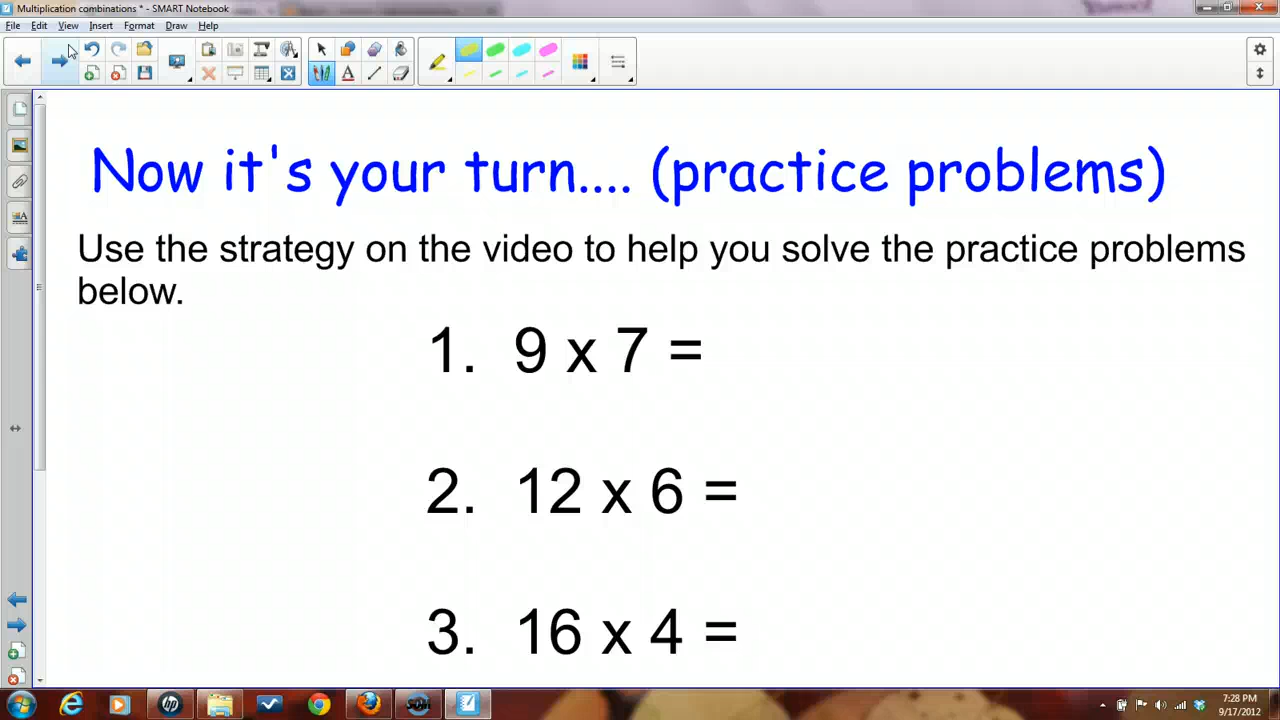 Multiplication combinations * - SMART Notebook
File Edit View Insert Format Draw Help
Now it's your turn.... (practice problems)
Use the strategy on the video to help you solve the practice problems
below.
1. 9 x 7 =
2. 12 x 6 =
3. 16 x 4 =
7:28 PM
9/17/2012